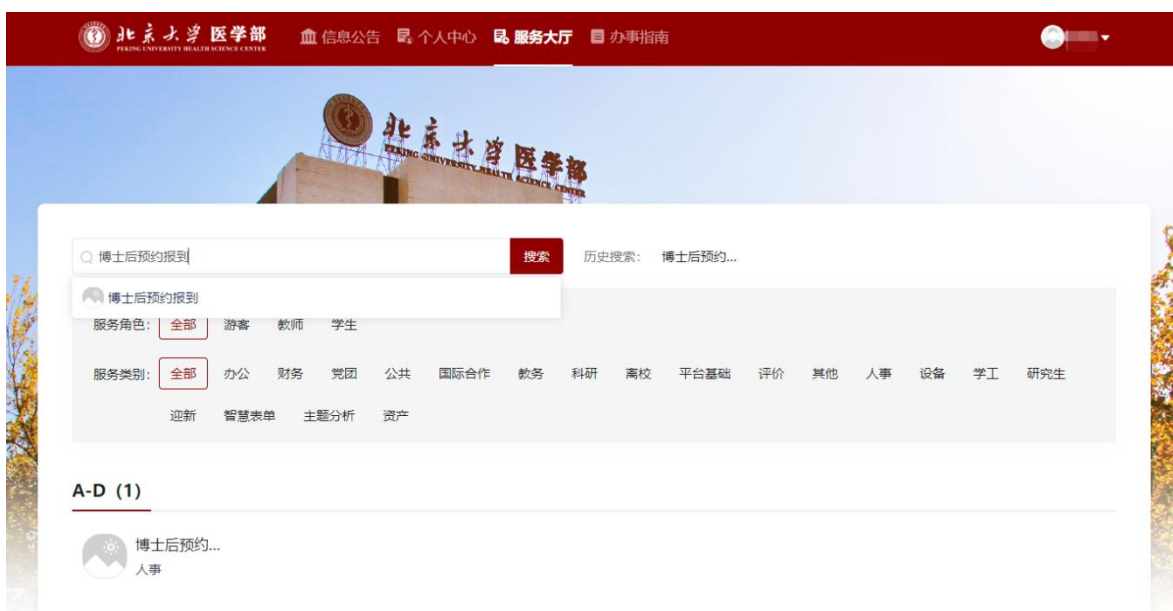 北京大学医学部 信息公告 个人中心 服务大厅 办事指南
PEKING UNIVERSITY HEALTH SCIENCE CENTER
北京大学医学部
PEKING UNIVERSITY HEALTH SCIENCE CENTER
博士后预约报到 搜索 历史搜索: 博士后预约...
博士后预约报到
服务角色: 全部 游客 教师 学生
服务类别: 全部 办公 财务 党团 公共 国际合作 教务 科研 离校 平台基础 评价 其他 人事 设备 学工 研究生
迎新 智慧表单 主题分析 资产
A-D (1)
博士后预约...
人事